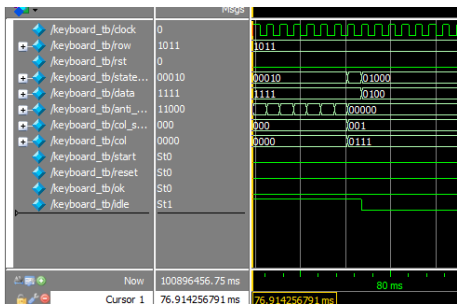 Msgs
/keyboard_tb/clock 0
/keyboard_tb/row 1011 1011
/keyboard_tb/rst 0
/keyboard_tb/state... 00010 00010 01000
/keyboard_tb/data 1111 1111 0100
/keyboard_tb/anti_... 11000 00000
/keyboard_tb/col_s... 000 000 001
/keyboard_tb/col 0000 0000 0111
/keyboard_tb/start St0
/keyboard_tb/reset St0
/keyboard_tb/ok St0
/keyboard_tb/idle St1
Now 100896456.75 ms 80 ms
Cursor 1 76.914256791 ms 76.914256791 ms